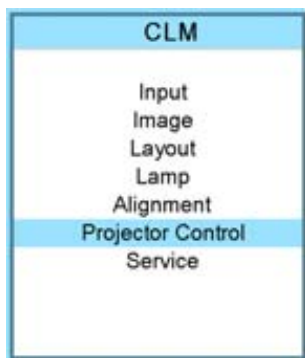 CLM
Input
Image
Layout
Lamp
Alignment
Projector Control
Service